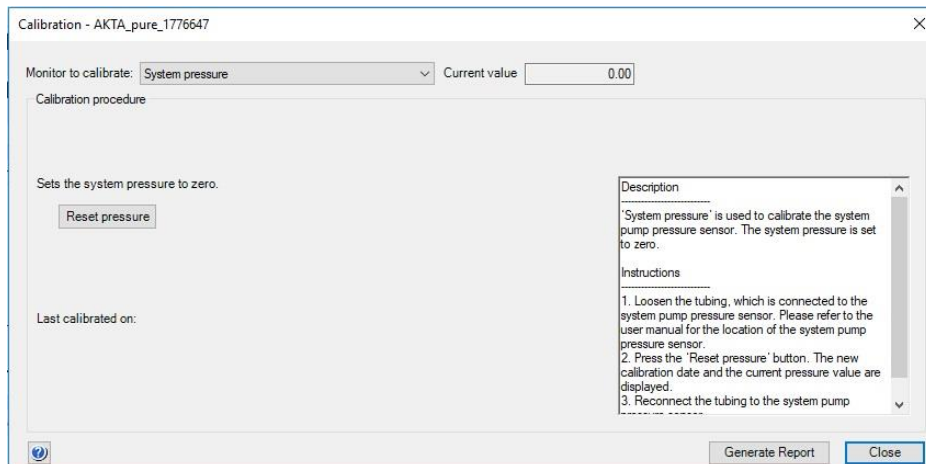 Calibration - AKTA_pure_1776647
Monitor to calibrate: System pressure Current value 0.00
Calibration procedure
Sets the system pressure to zero.
Reset pressure
Last calibrated on:
Description
----------------------------
'System pressure' is used to calibrate the system
pump pressure sensor. The system pressure is set
to zero.
Instructions
----------------------------
1. Loosen the tubing, which is connected to the
system pump pressure sensor. Please refer to the
user manual for the location of the system pump
pressure sensor.
2. Press the 'Reset pressure' button. The new
calibration date and the current pressure value are
displayed.
3. Reconnect the tubing to the system pump
Generate Report Close